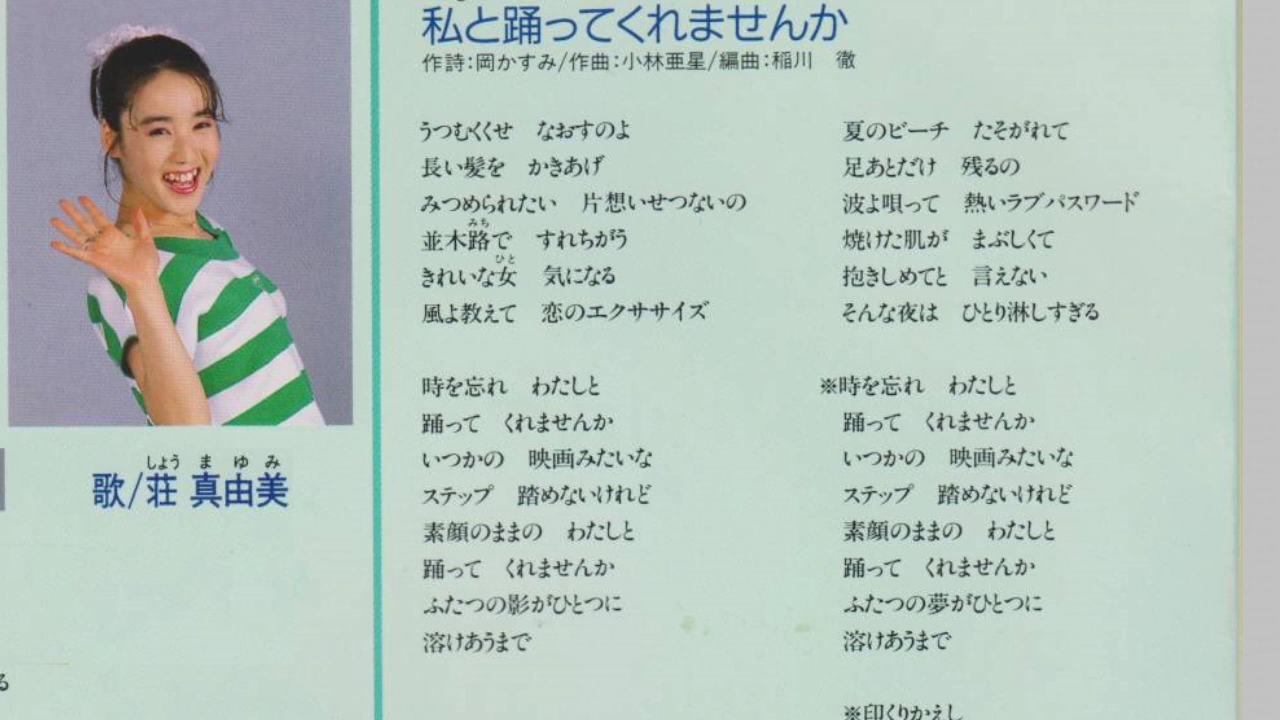 私と踊ってくれませんか
作詩:岡かすみ/作曲:小林亜星/編曲:稲川 徹
うつむくくせ なおすのよ
長い髪を かきあげ
みつめられたい 片想いせつないの
みち
並木路で すれちがう
ひと
きれいな女 気になる
風よ教えて 恋のエクササイズ
時を忘れ わたしと
踊って くれませんか
いつかの 映画みたいな
ステップ 踏めないけれど
素顔のままの わたしと
踊って くれませんか
ふたつの影がひとつに
溶けあうまで
夏のビーチ たそがれて
足あとだけ 残るの
波よ唄って 熱いラブパスワード
焼けた肌が まぶしくて
抱きしめてと 言えない
そんな夜は ひとり淋しすぎる
※時を忘れ わたしと
踊って くれませんか
いつかの 映画みたいな
ステップ 踏めないけれど
素顔のままの わたしと
踊って くれませんか
ふたつの夢がひとつに
溶けあうまで
※印くりかえし
しょう ま ゆ み
歌/荘 真由美
る